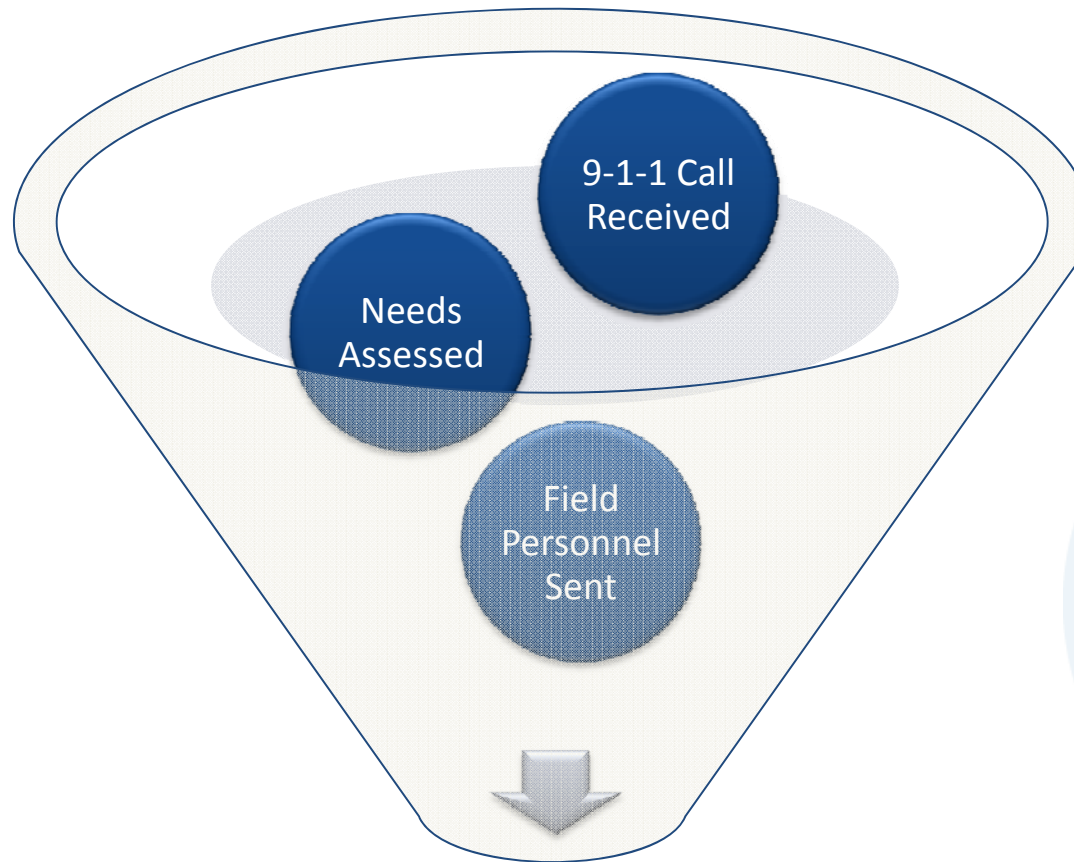 9-1-1 Call
Received
Needs
Assessed
Field
Personnel
Sent